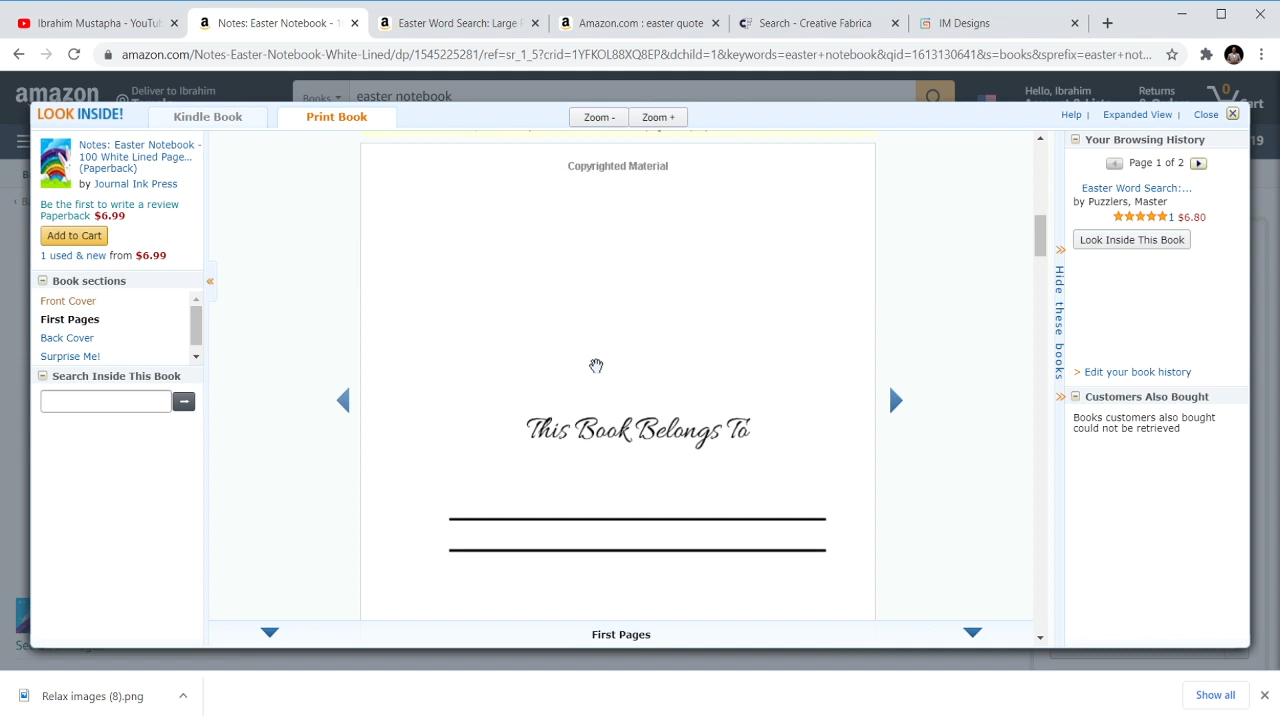 Ibrahim Mustapha - YouTu
Notes: Easter Notebook - 1
Easter Word Search: Large
Amazon.com : easter quote
Search - Creative Fabrica
IM Designs
amazon.com/Notes-Easter-Notebook-White-Lined/dp/1545225281/ref=sr_1_5?crid=1YFKOL88XQ8EP&dchild=1&keywords=easter+notebook&qid=1613130641&s=books&sprefix=easter+not...
amazon
Deliver to Ibrahim
Books
easter notebook
Hello, Ibrahim
Returns
0
LOOK INSIDE!
Kindle Book
Print Book
Zoom -
Zoom +
Help |
Expanded View |
Close
Notes: Easter Notebook -
100 White Lined Page...
(Paperback)
by Journal Ink Press
Be the first to write a review
Paperback $6.99
Add to Cart
1 used & new from $6.99
Book sections
Front Cover
First Pages
Back Cover
Surprise Me!
Search Inside This Book
Copyrighted Material
This Book Belongs To
First Pages
Your Browsing History
Page 1 of 2
Easter Word Search:...
by Puzzlers, Master
1 $6.80
Look Inside This Book
Hide these books
> Edit your book history
Customers Also Bought
Books customers also bought
could not be retrieved
Relax images (8).png
Show all